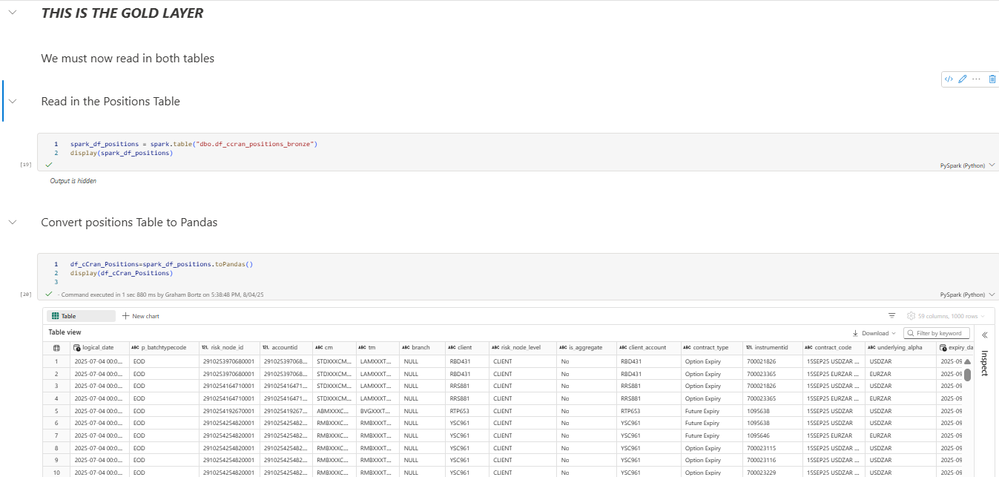 THIS IS THE GOLD LAYER
We must now read in both tables
Read in the Positions Table
1 spark_df_positions = spark.table("dbo.df_ccran_positions_bronze")
2 display(spark_df_positions)
[19]
PySpark (Python)
Output is hidden
Convert positions Table to Pandas
1 df_cCran_Positions=spark_df_positions.toPandas()
2 display(df_cCran_Positions)
3
[20] - Command executed in 1 sec 880 ms by Graham Bortz on 5:38:48 PM, 8/04/25 PySpark (Python)
Table New chart 59 columns, 1000 rows
Table view Download Filter by keyword
logical_date ABC p_batchtypecode 12L risk_node_id 12L accountid ABC cm ABC tm ABC branch ABC client ABC risk_node_level ABC is_aggregate ABC client_account ABC contract_type 12L instrumentid ABC contract_code ABC underlying_alpha expiry_da
Inspect
1 2025-07-04 00:0... EOD 2910253970680001 291025397068... STDXXXCM... LAMXXXT... NULL RBD431 CLIENT No RBD431 Option Expiry 700021826 15SEP25 USDZAR ... USDZAR 2025-09
2 2025-07-04 00:0... EOD 2910253970680001 291025397068... STDXXXCM... LAMXXXT... NULL RBD431 CLIENT No RBD431 Option Expiry 700023365 15SEP25 EURZAR ... EURZAR 2025-09
3 2025-07-04 00:0... EOD 2910254164710001 291025416471... STDXXXCM... LAMXXXT... NULL RRS881 CLIENT No RRS881 Option Expiry 700021826 15SEP25 USDZAR ... USDZAR 2025-09
4 2025-07-04 00:0... EOD 2910254164710001 291025416471... STDXXXCM... LAMXXXT... NULL RRS881 CLIENT No RRS881 Option Expiry 700023365 15SEP25 EURZAR ... EURZAR 2025-09
5 2025-07-04 00:0... EOD 2910254192670001 291025419267... ABMXXXC... BVGXXXT... NULL RTP653 CLIENT No RTP653 Future Expiry 1095638 15SEP25 USDZAR USDZAR 2025-09
6 2025-07-04 00:0... EOD 2910254254820001 291025425482... RMBXXXC... RMBXXXT... NULL YSC961 CLIENT No YSC961 Future Expiry 1095638 15SEP25 USDZAR USDZAR 2025-09
7 2025-07-04 00:0... EOD 2910254254820001 291025425482... RMBXXXC... RMBXXXT... NULL YSC961 CLIENT No YSC961 Future Expiry 1095646 15SEP25 EURZAR EURZAR 2025-09
8 2025-07-04 00:0... EOD 2910254254820001 291025425482... RMBXXXC... RMBXXXT... NULL YSC961 CLIENT No YSC961 Option Expiry 700023115 15SEP25 USDZAR ... USDZAR 2025-09
9 2025-07-04 00:0... EOD 2910254254820001 291025425482... RMBXXXC... RMBXXXT... NULL YSC961 CLIENT No YSC961 Option Expiry 700023116 15SEP25 USDZAR ... USDZAR 2025-09
10 2025-07-04 00:0... EOD 2910254254820001 291025425482... RMBXXXC... RMBXXXT... NULL YSC961 CLIENT No YSC961 Option Expiry 700023229 15SEP25 USDZAR ... USDZAR 2025-09